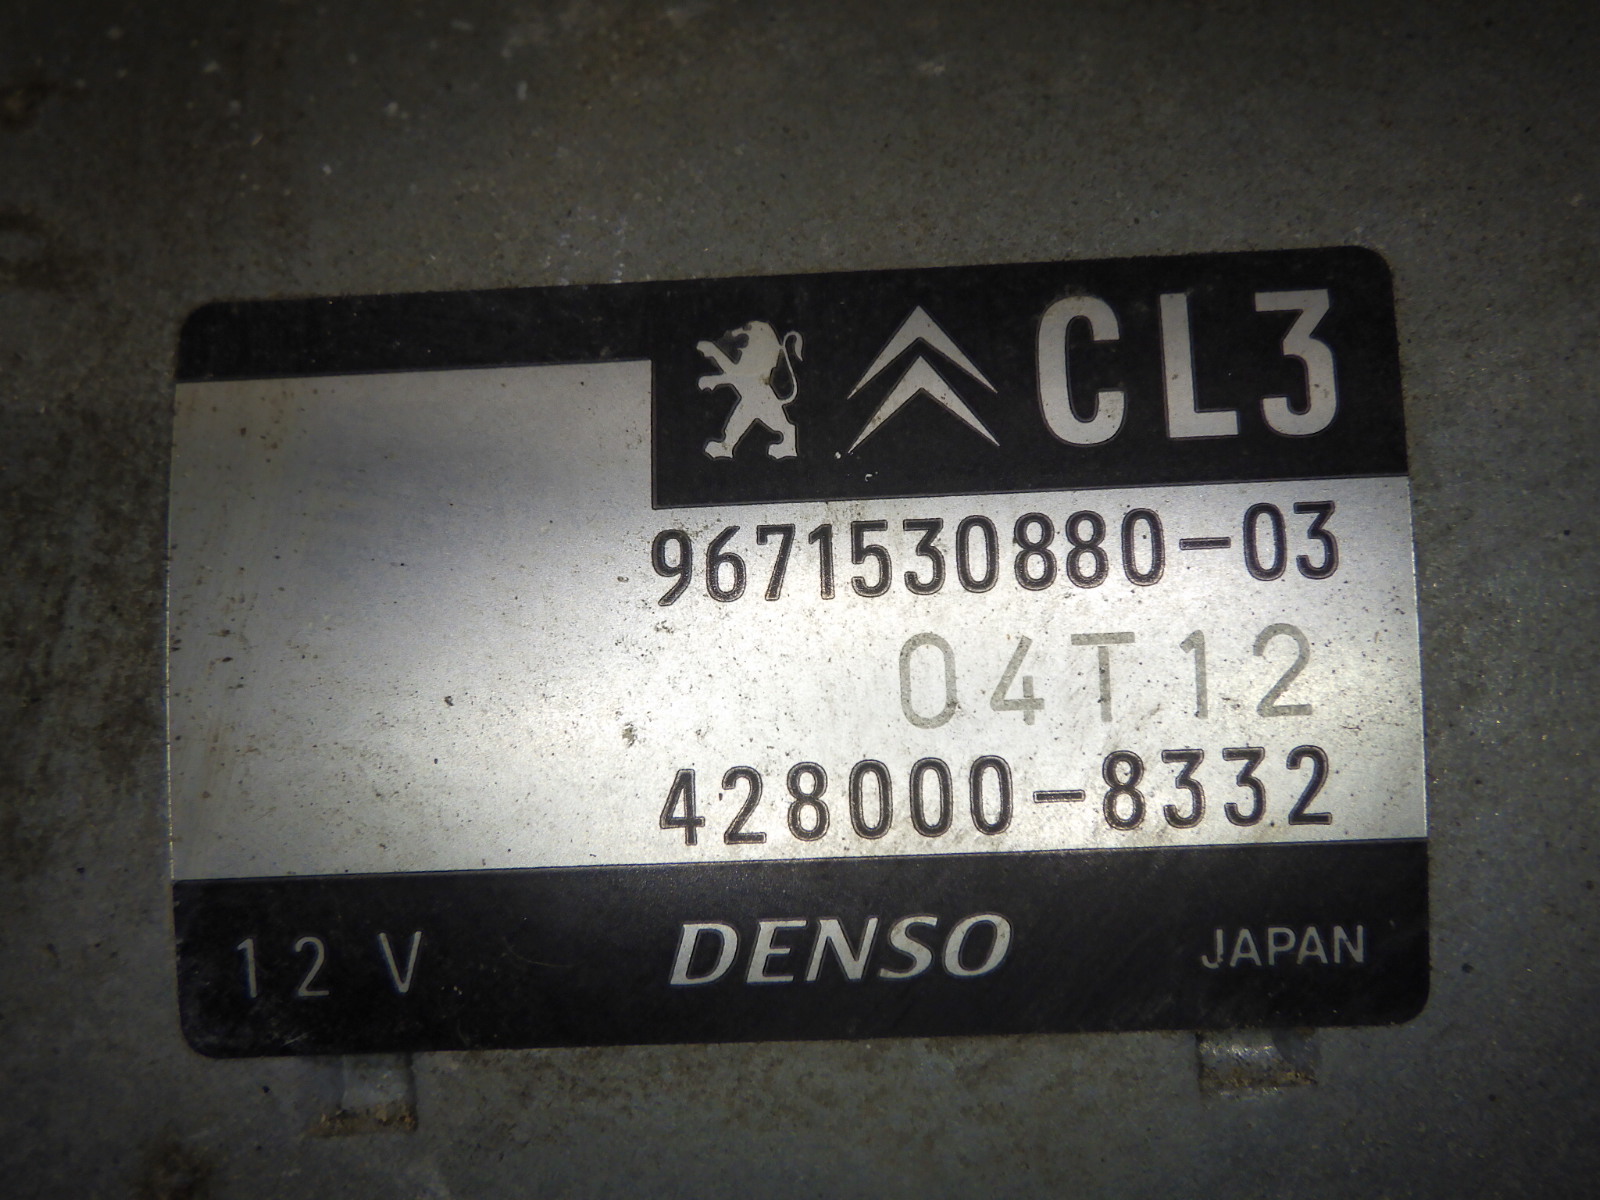 CL3
9671530880-03
04T12
428000-8332
12 V DENSO JAPAN